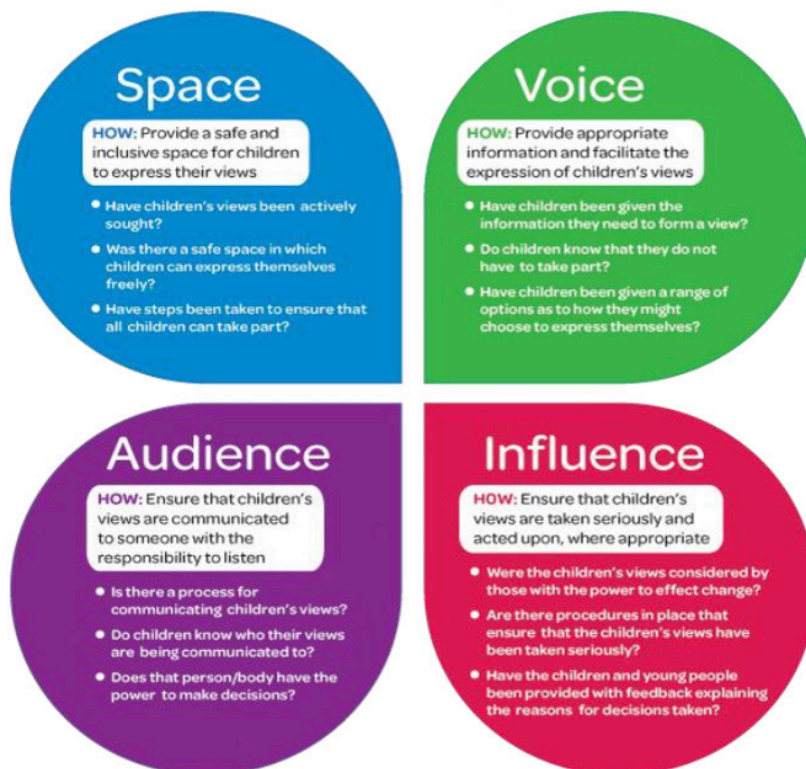 Space
HOW: Provide a safe and
inclusive space for children
to express their views
• Have children's views been actively
sought?
• Was there a safe space in which
children can express themselves
freely?
• Have steps been taken to ensure that
all children can take part?
Voice
HOW: Provide appropriate
information and facilitate the
expression of children's views
• Have children been given the
information they need to form a view?
• Do children know that they do not
have to take part?
• Have children been given a range of
options as to how they might
choose to express themselves?
Audience
HOW: Ensure that children's
views are communicated
to someone with the
responsibility to listen
• Is there a process for
communicating children's views?
• Do children know who their views
are being communicated to?
• Does that person/body have the
power to make decisions?
Influence
HOW: Ensure that children's
views are taken seriously and
acted upon, where appropriate
• Were the children's views considered by
those with the power to effect change?
• Are there procedures in place that
ensure that the children's views have
been taken seriously?
• Have the children and young people
been provided with feedback explaining
the reasons for decisions taken?